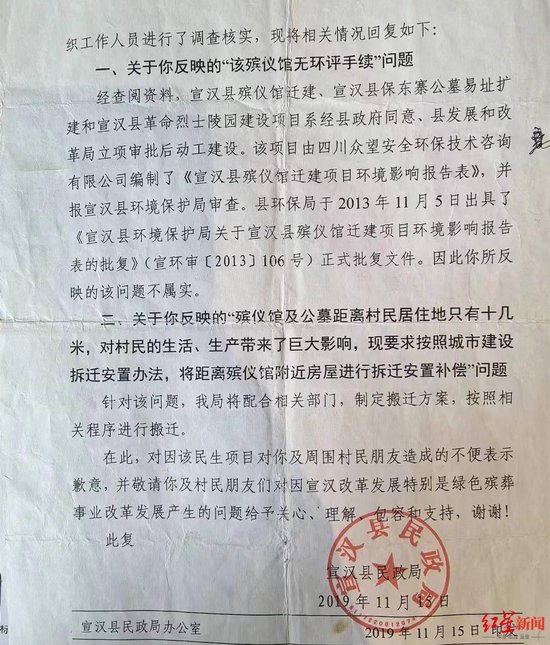 织工作人员进行了调查核实，现将相关情况回复如下：
一、关于你反映的“该殡仪馆无环评手续”问题
经查阅资料，宣汉县殡仪馆迁建、宣汉县保东寨公墓易址扩
建和宣汉县革命烈士陵园建设项目系经县政府同意、县发展和改
革局立项审批后动工建设。该项目由四川众望安全环保技术咨询
有限公司编制了《宣汉县殡仪馆迁建项目环境影响报告表》，并
报宣汉县环境保护局审查。县环保局于2013年11月5日出具了
《宣汉县环境保护局关于宣汉县殡仪馆迁建项目环境影响报告
表的批复》（宣环审〔2013〕106号）正式批复文件。因此你所反
映的该问题不属实。
二、关于你反映的“殡仪馆及公墓距离村民居住地只有十几
米，对村民的生活、生产带来了巨大影响，现要求按照城市建设
拆迁安置办法，将距离殡仪馆附近房屋进行拆迁安置补偿”问题
针对该问题，我局将配合相关部门，制定搬迁方案，按照相
关程序进行搬迁。
在此，对因该民生项目对你及周围村民朋友造成的不便表示
歉意，并敬请你及村民朋友们对因宣汉改革发展特别是绿色殡葬
事业改革发展产生的问题给予关心、理解、包容和支持，谢谢！
此复
宣汉县民政局
宣汉县民政局
2019年11月13日
宣汉县民政局办公室
2019年11月15日印发
标
红星新闻